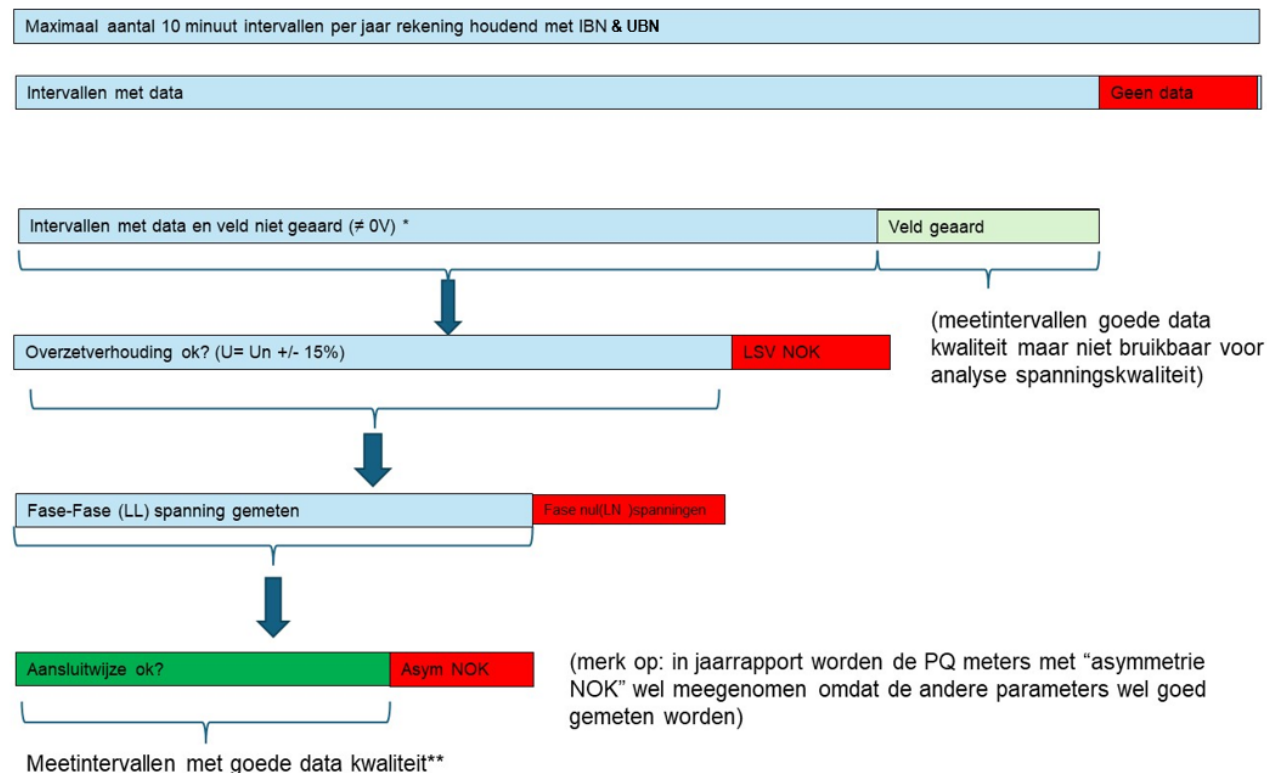 Maximaal aantal 10 minuut intervallen per jaar rekening houdend met IBN & UBN
Intervallen met data
Geen data
Intervallen met data en veld niet geaard (≠ 0V) *
Veld geaard
(meetintervallen goede data
kwaliteit maar niet bruikbaar voor
analyse spanningskwaliteit)
Overzetverhouding ok? (U= Un +/- 15%)
LSV NOK
Fase-Fase (LL) spanning gemeten
Fase nul(LN )spanningen
Aansluitwijze ok?
Asym NOK
(merk op: in jaarrapport worden de PQ meters met “asymmetrie
NOK” wel meegenomen omdat de andere parameters wel goed
gemeten worden)
Meetintervallen met goede data kwaliteit**